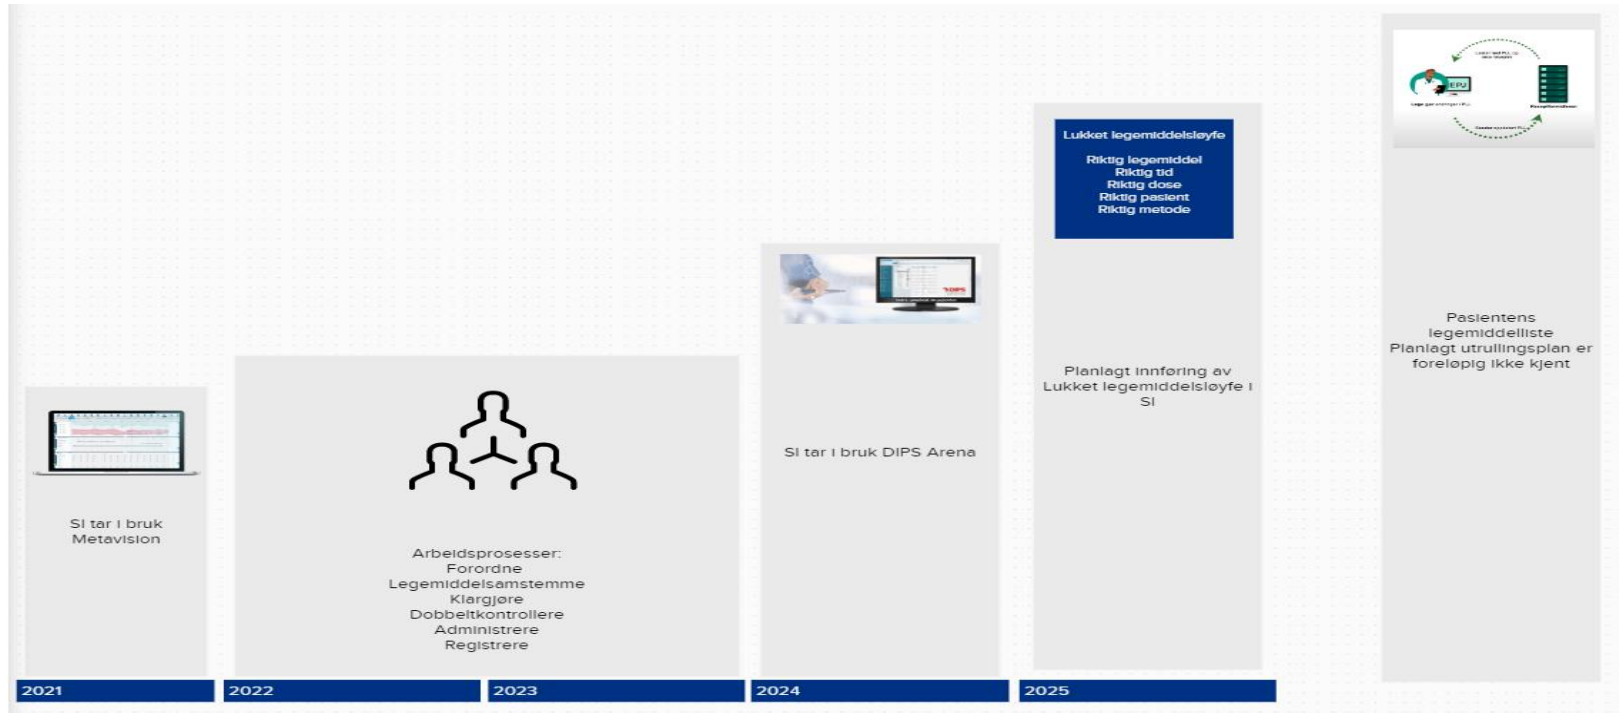 SI tar i bruk
Metavision
Arbeidsprosesser:
Forordne
Legemiddelsamstemme
Klargjøre
Dobbeltkontrollere
Administrere
Registrere
DIPS
SI tar i bruk DIPS Arena
Lukket legemiddelsløyfe
Riktig legemiddel
Riktig tid
Riktig dose
Riktig pasient
Riktig metode
Planlagt innføring av
Lukket legemiddelsløyfe i
SI
EPJ
Pasientens
legemiddelliste
Planlagt utrullingsplan er
foreløpig ikke kjent
2021
2022
2023
2024
2025